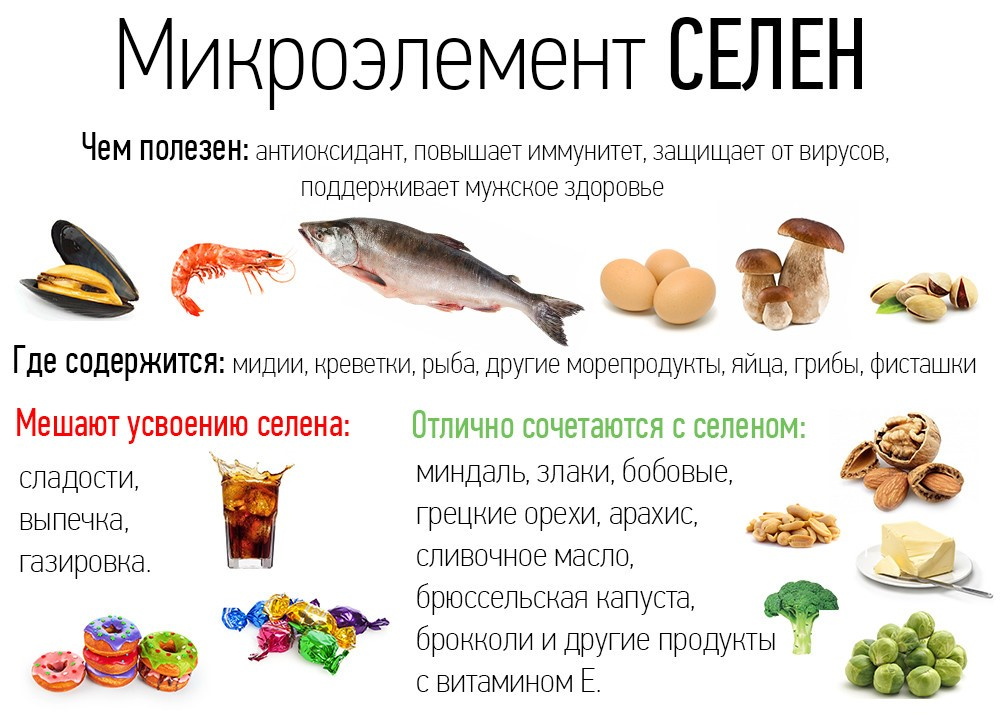 Микроэлемент СЕЛЕН
Чем полезен: антиоксидант, повышает иммунитет, защищает от вирусов,
поддерживает мужское здоровье
Где содержится: мидии, креветки, рыба, другие морепродукты, яйца, грибы, фисташки
Мешают усвоению селена:
сладости,
выпечка,
газировка.
Отлично сочетаются с селеном:
миндаль, злаки, бобовые,
грецкие орехи, арахис,
сливочное масло,
брюссельская капуста,
брокколи и другие продукты
с витамином Е.